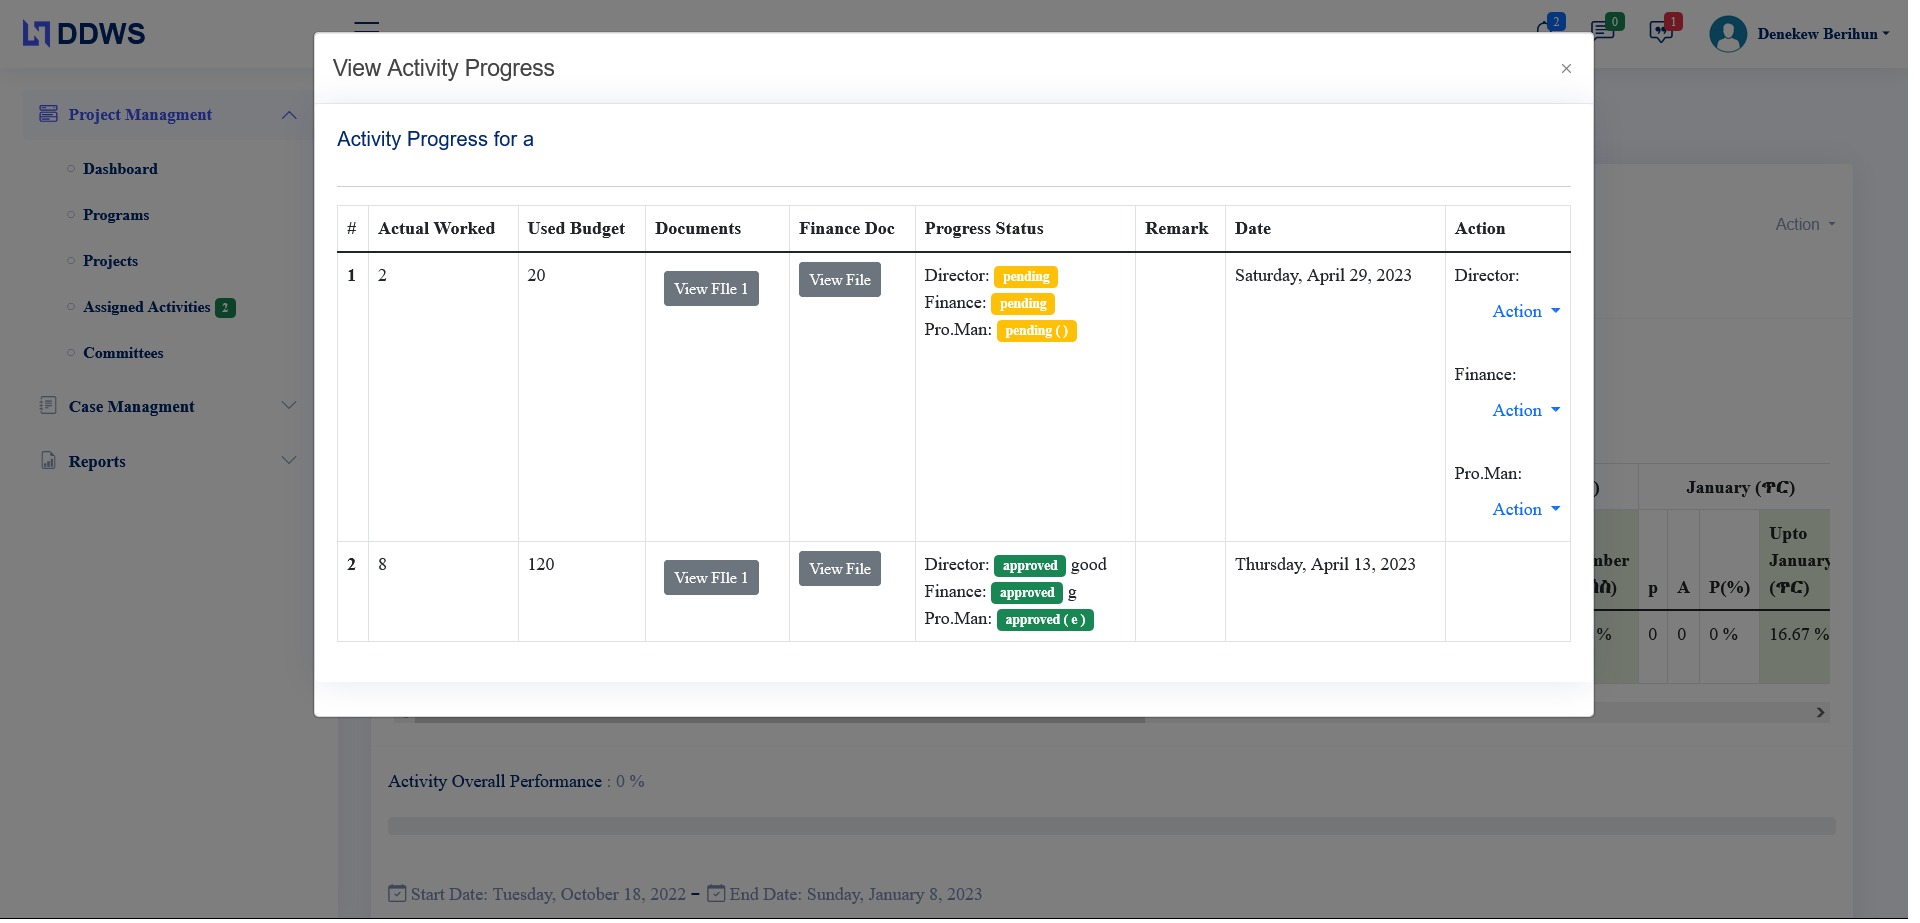 DDWS
2
0
1
Denekew Berihun
Project Managment
Dashboard
Programs
Projects
Assigned Activities 2
Committees
Case Managment
Reports
View Activity Progress
×
Activity Progress for a
# Actual Worked Used Budget Documents Finance Doc Progress Status Remark Date Action
1 2 20 View FIle 1 View File Director: pending Saturday, April 29, 2023 Director:
Finance: pending Action
Pro.Man: pending ( )
Finance:
Action
Pro.Man:
Action
2 8 120 View FIle 1 View File Director: approved good Thursday, April 13, 2023
Finance: approved g
Pro.Man: approved ( e )
Action
) January (ጥር)
mber p A P(%) Upto
January
(ጥር)
% 0 0 0 % 16.67 %
Activity Overall Performance : 0 %
Start Date: Tuesday, October 18, 2022 – End Date: Sunday, January 8, 2023